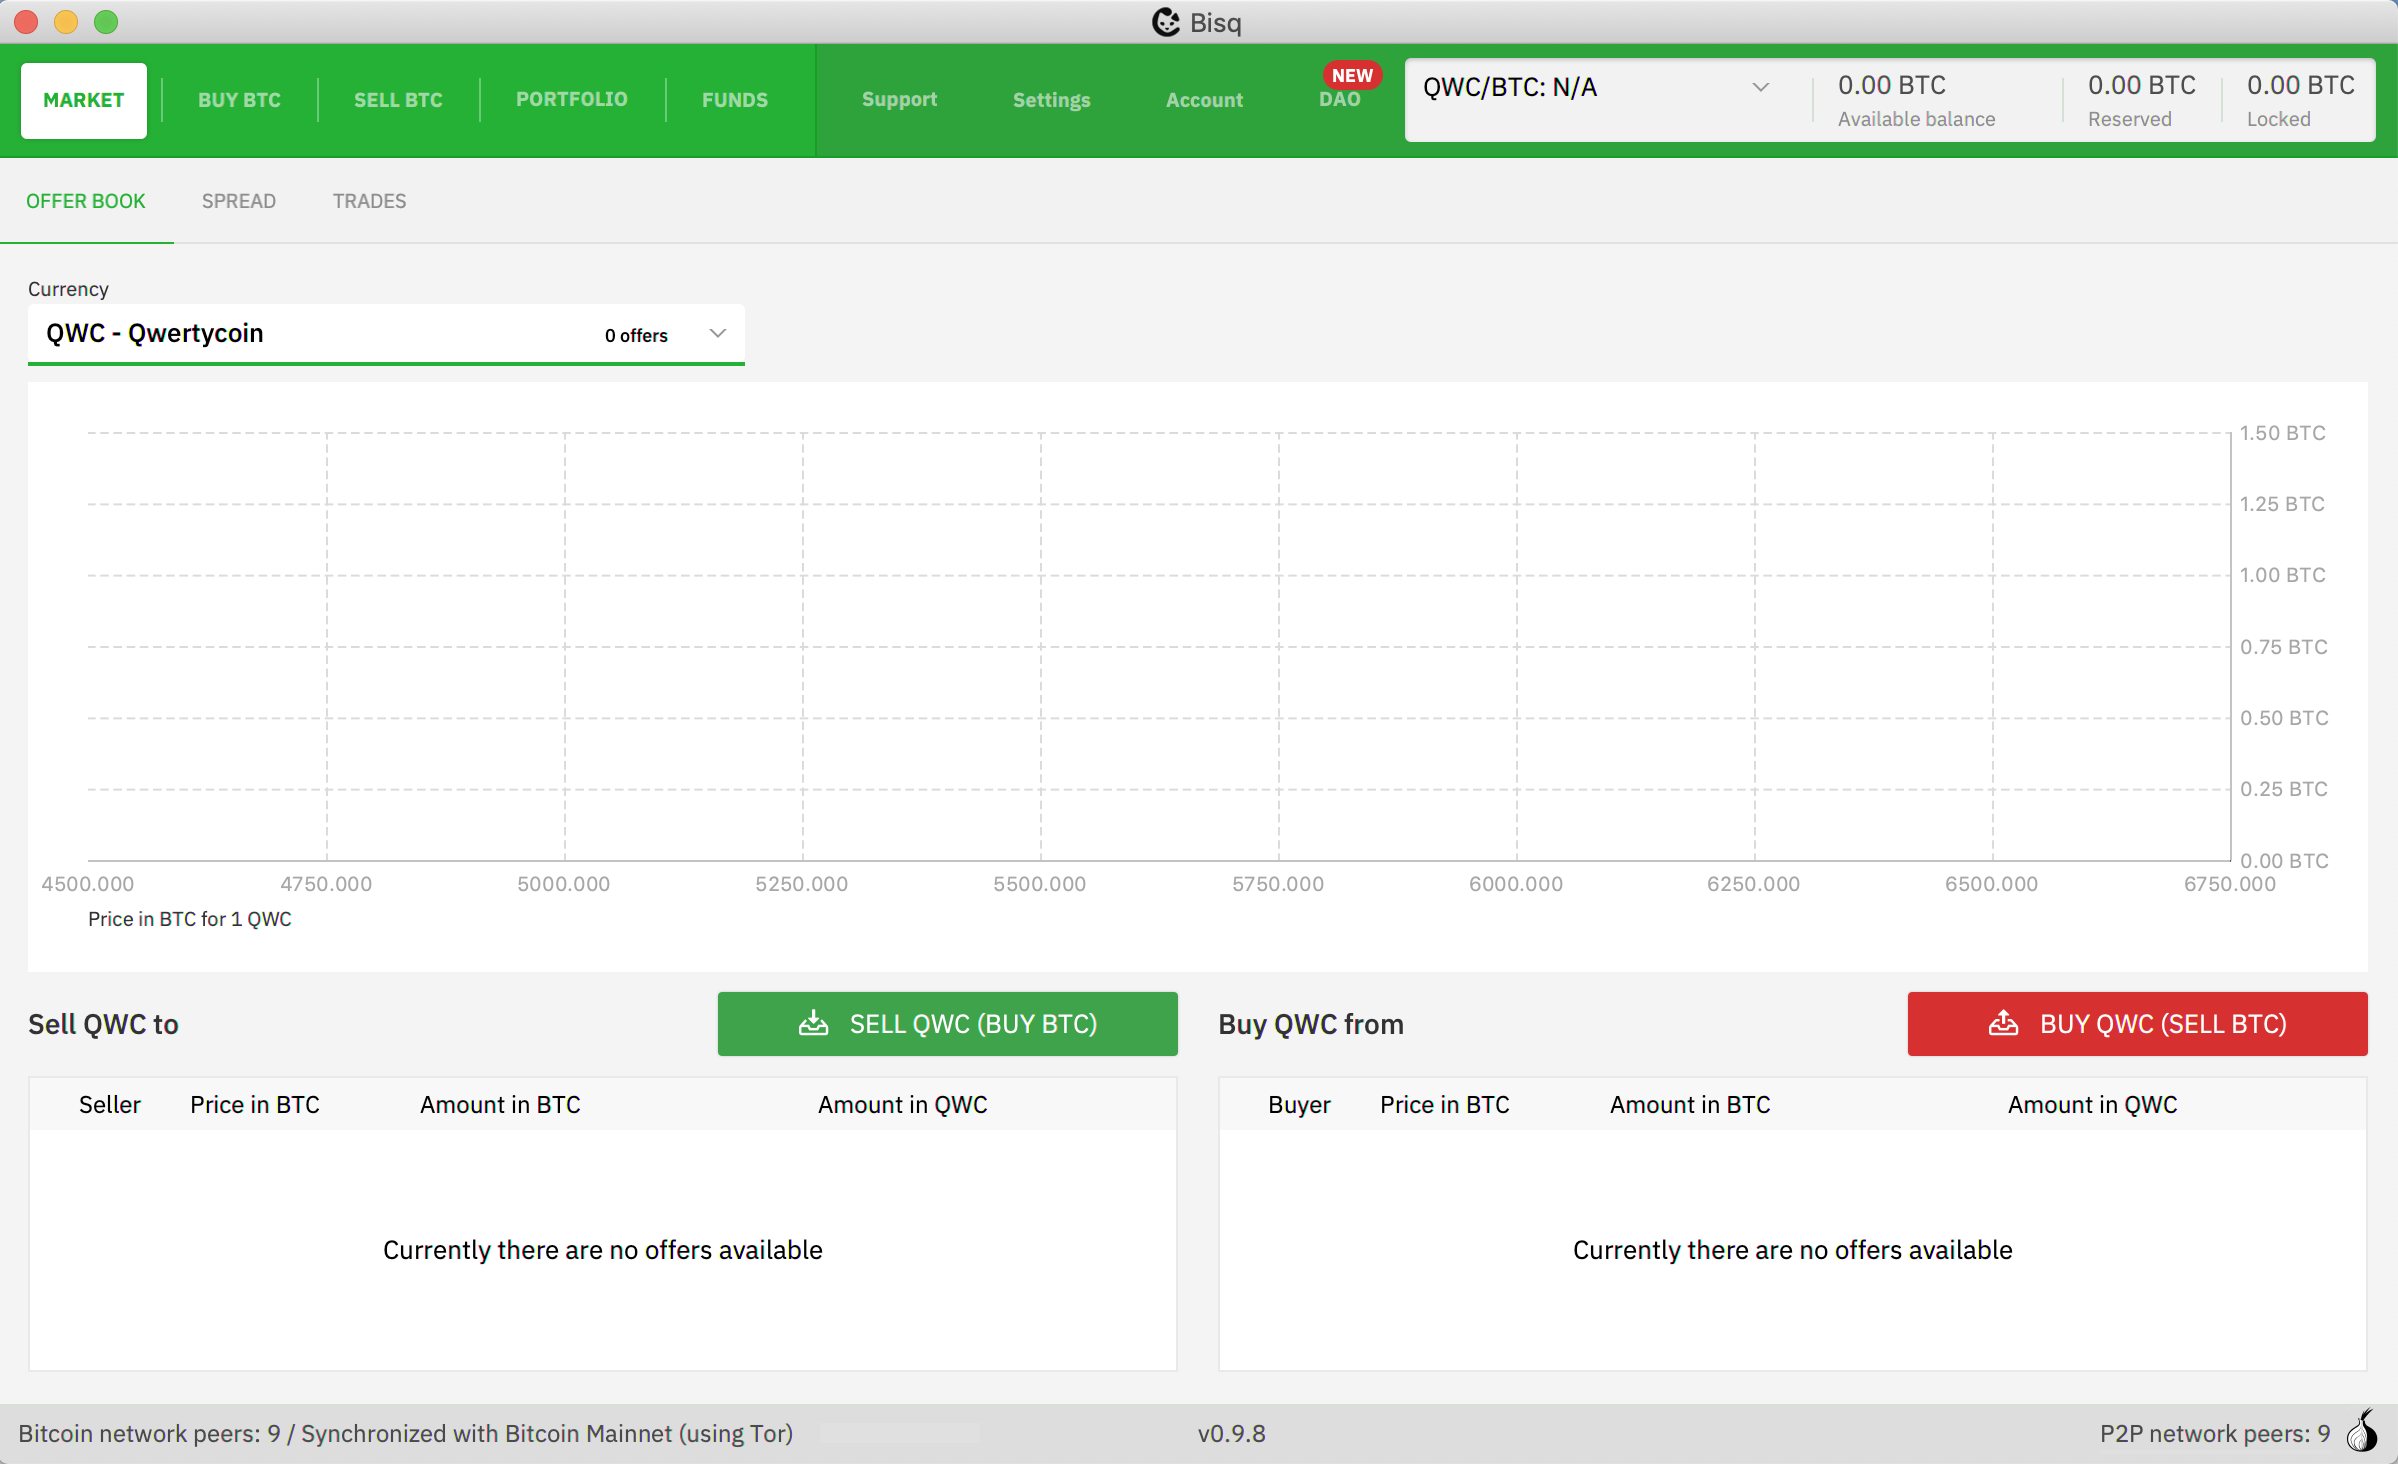 Bisq
MARKET
BUY BTC
SELL BTC
PORTFOLIO
FUNDS
Support
Settings
Account
NEW
DAO
QWC/BTC: N/A
0.00 BTC
Available balance
0.00 BTC
Reserved
0.00 BTC
Locked
OFFER BOOK
SPREAD
TRADES
Currency
QWC - Qwertycoin
0 offers
1.50 BTC
1.25 BTC
1.00 BTC
0.75 BTC
0.50 BTC
0.25 BTC
0.00 BTC
4500.000
4750.000
5000.000
5250.000
5500.000
5750.000
6000.000
6250.000
6500.000
6750.000
Price in BTC for 1 QWC
Sell QWC to
SELL QWC (BUY BTC)
Seller
Price in BTC
Amount in BTC
Amount in QWC
Currently there are no offers available
Buy QWC from
BUY QWC (SELL BTC)
Buyer
Price in BTC
Amount in BTC
Amount in QWC
Currently there are no offers available
Bitcoin network peers: 9 / Synchronized with Bitcoin Mainnet (using Tor)
v0.9.8
P2P network peers: 9